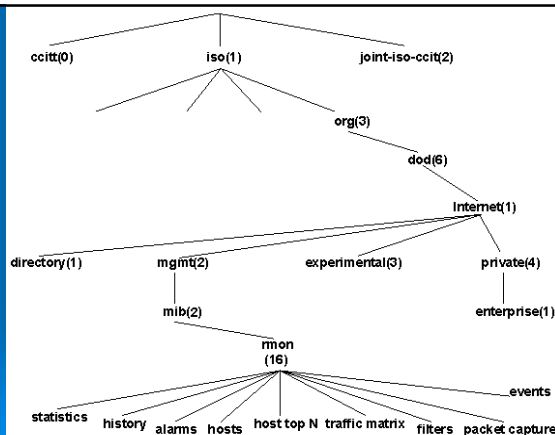 ccitt(0) iso(1) joint-iso-ccit(2)
org(3)
dod(6)
Internet(1)
directory(1) mgmt(2) experimental(3) private(4)
mib(2) enterprise(1)
rmon
(16)
events
statistics history alarms hosts host top N traffic matrix filters packet capture